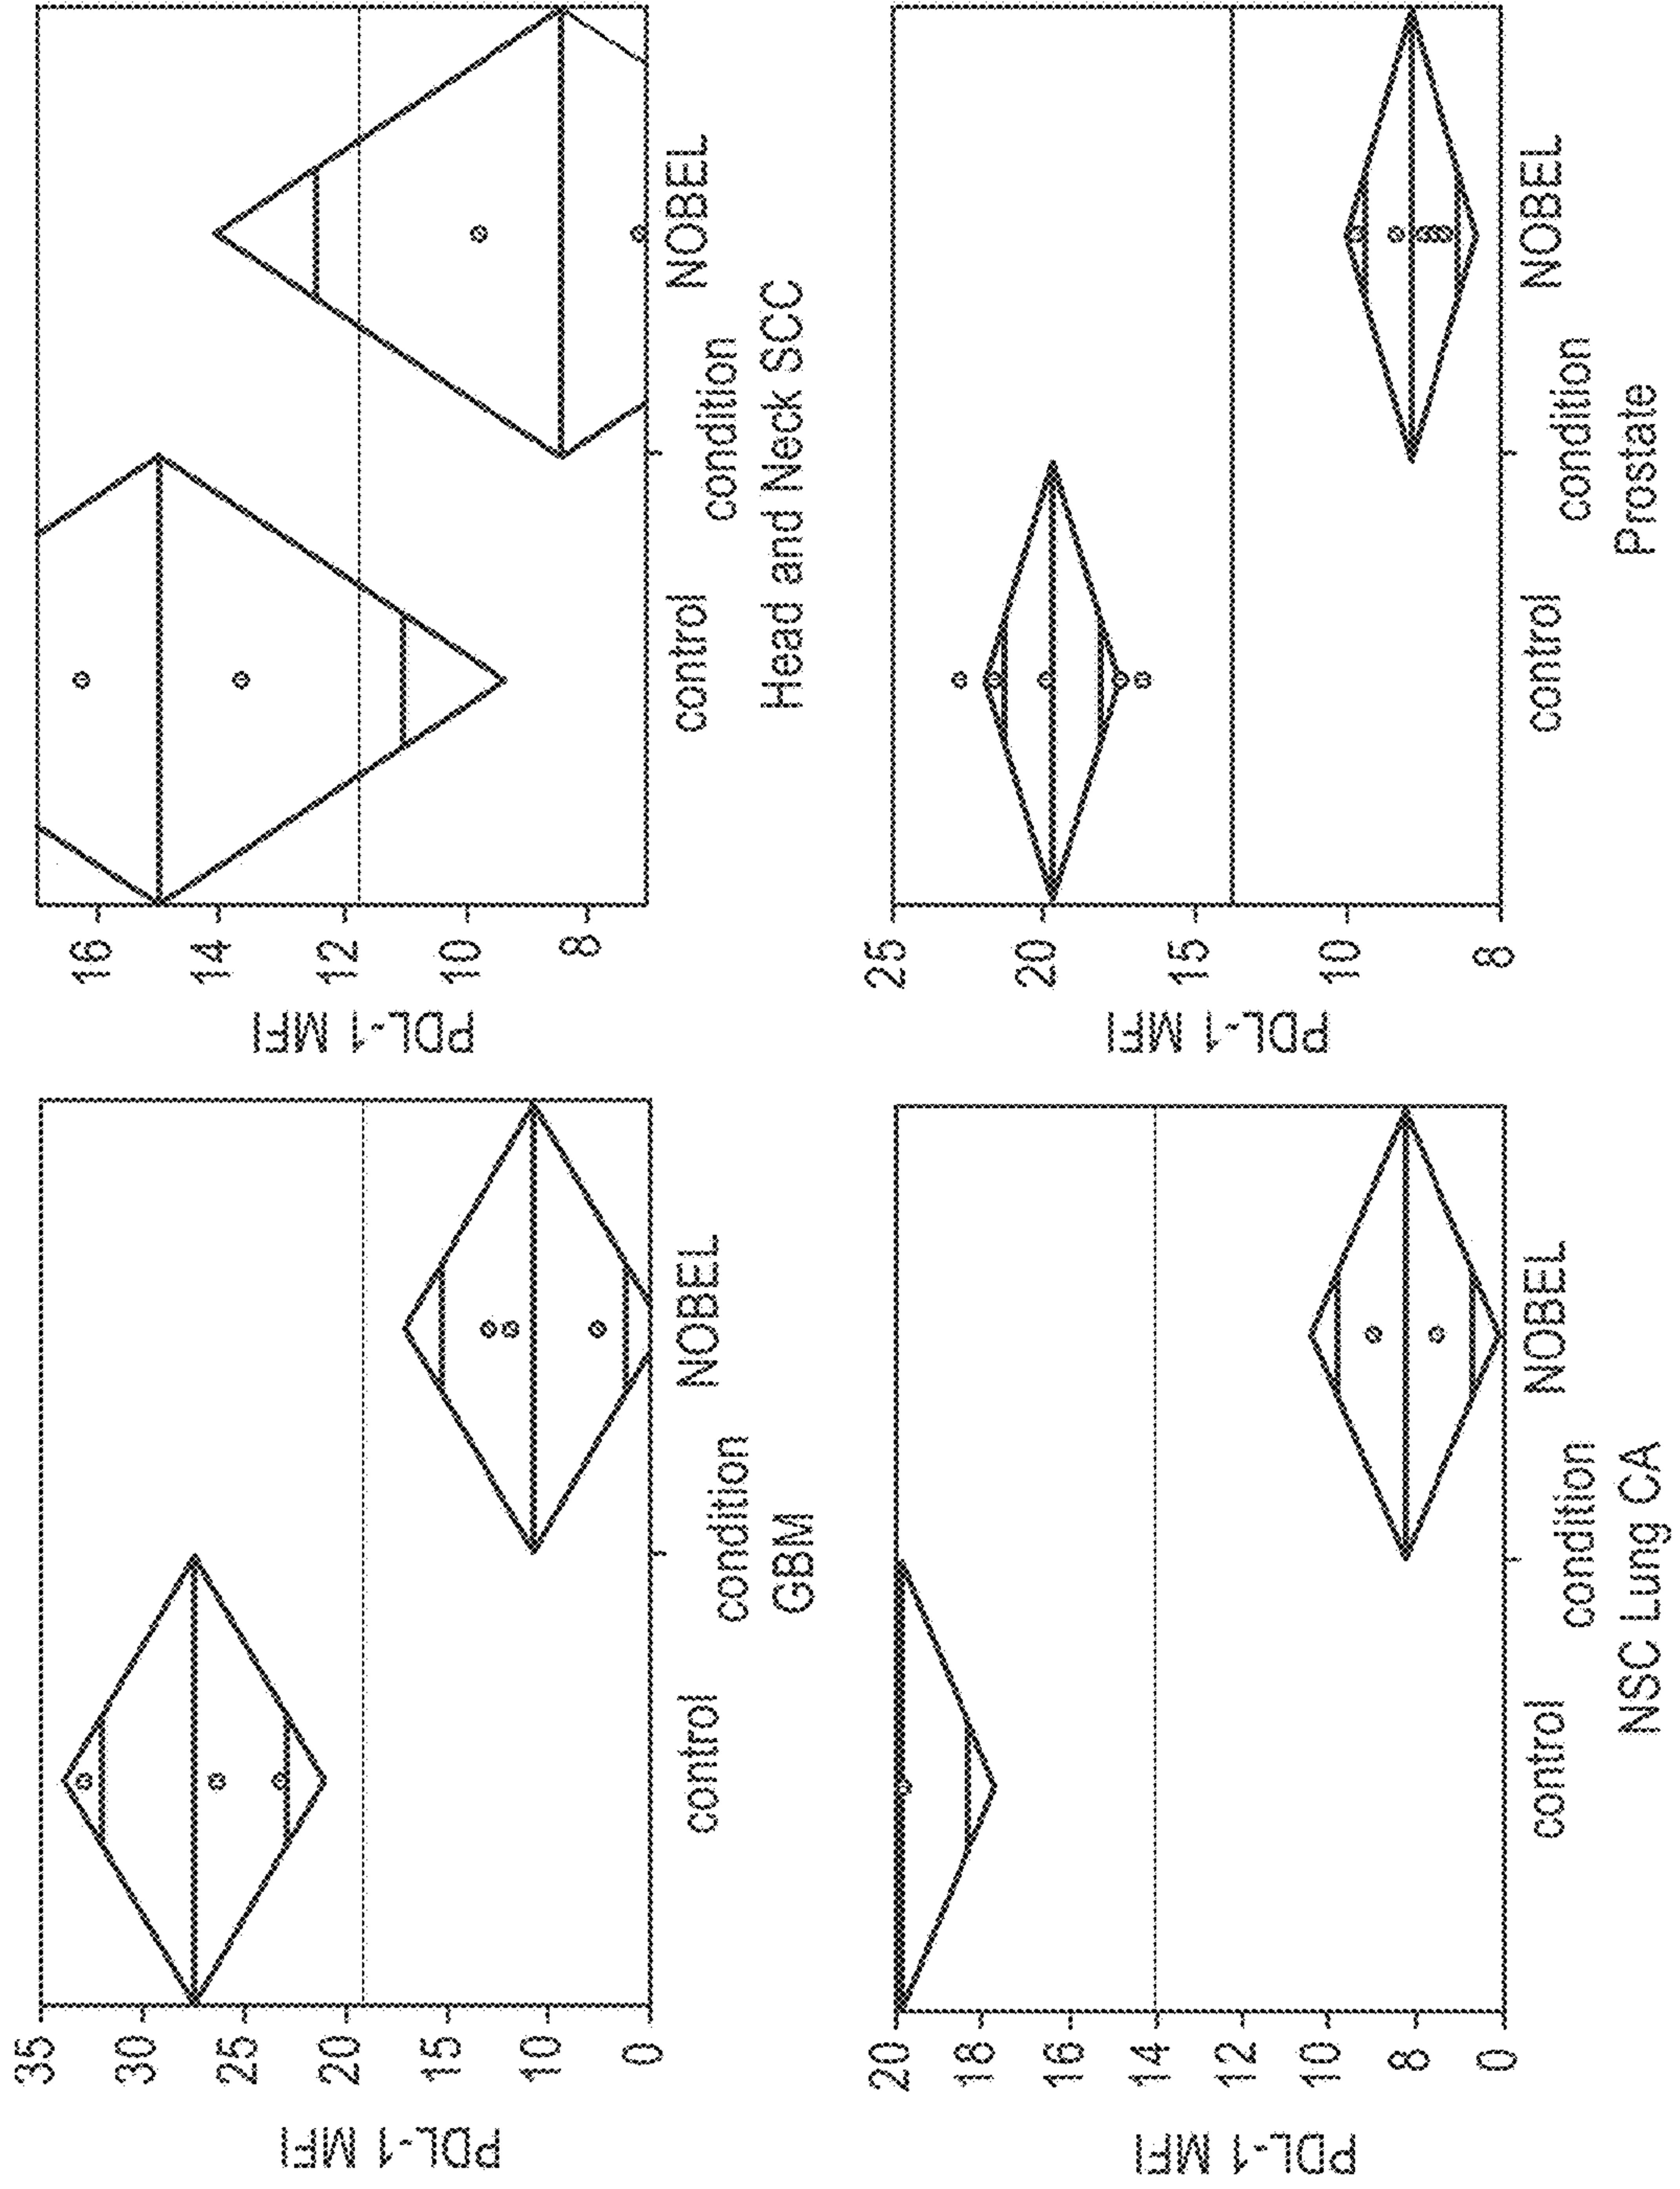 PDL-1 MFI
35
30
25
20
15
10
0
control
NOBEL
condition
GBM
PDL-1 MFI
16
14
12
10
8
control
NOBEL
condition
Head and Neck SCC
PDL-1 MFI
20
18
16
14
12
10
8
0
control
NOBEL
condition
NSC Lung CA
PDL-1 MFI
25
20
15
10
8
control
NOBEL
condition
Prostate